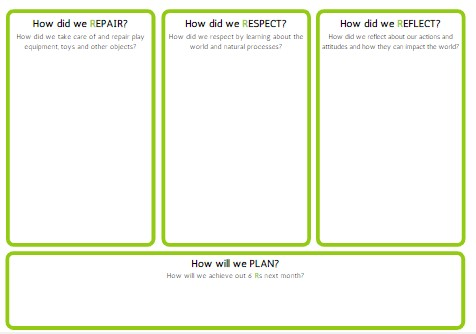 How did we REPAIR?
How did we take care of and repair play
equipment, toys and other objects?
How did we RESPECT?
How did we respect by learning about the
world and natural processes?
How did we REFLECT?
How did we reflect about our actions and
attitudes and how they can impact the world?
How will we PLAN?
How will we achieve out 6 Rs next month?